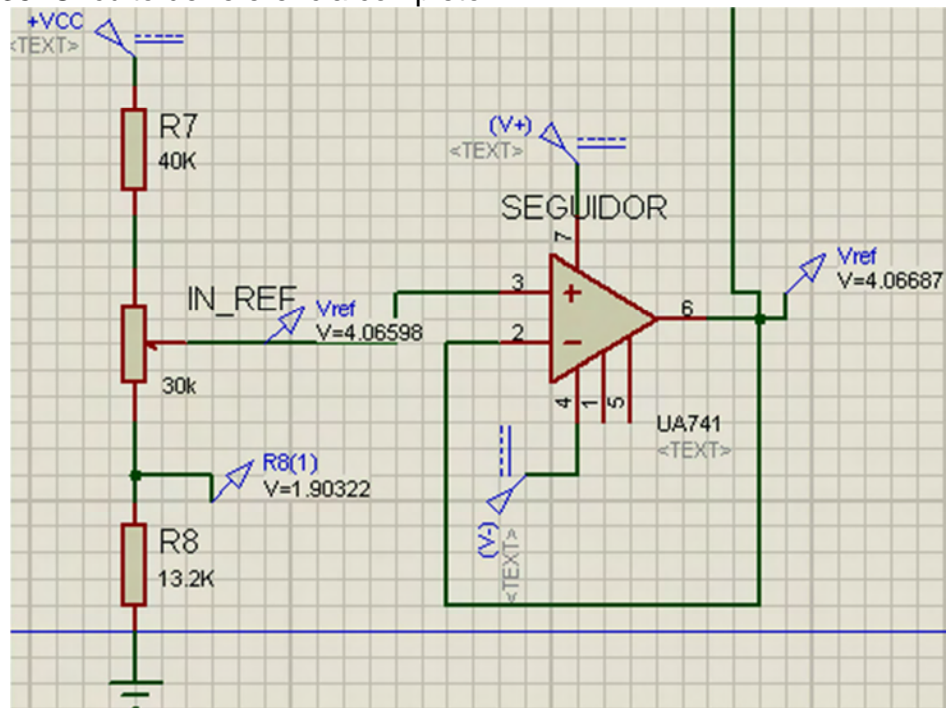 +VCC
<TEXT>
R7
40K
(V+)
<TEXT>
SEGUIDOR
7
IN_REF
Vref
V=4.06598
3
2
6
Vref
V=4.06687
30k
4
1
5
UA741
<TEXT>
R8(1)
V=1.90322
(V-)
<TEXT>
R8
13.2K